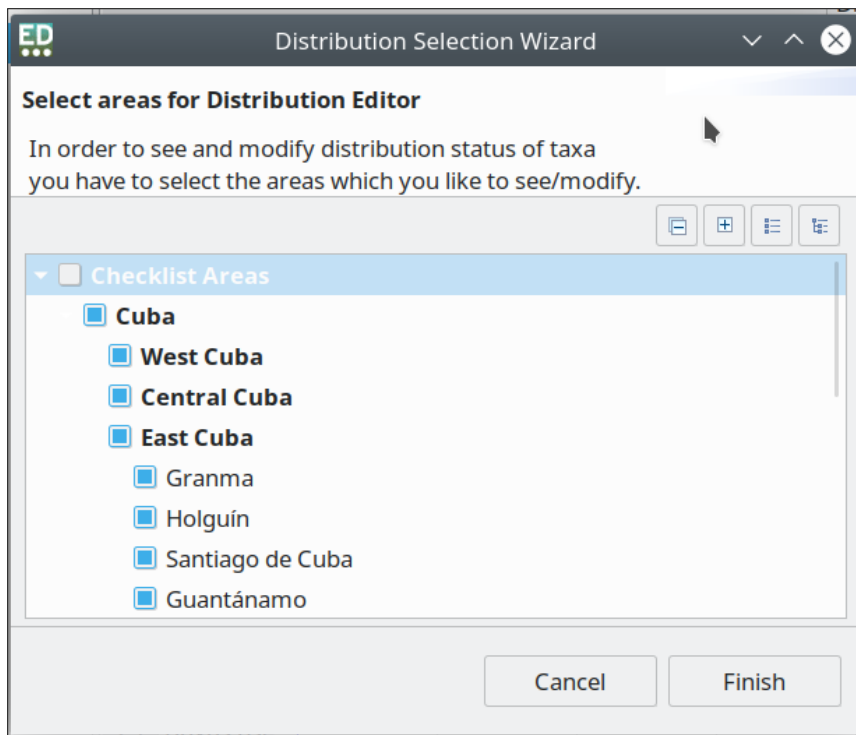 ED
Distribution Selection Wizard
Select areas for Distribution Editor
In order to see and modify distribution status of taxa
you have to select the areas which you like to see/modify.
Checklist Areas
Cuba
West Cuba
Central Cuba
East Cuba
Granma
Holguín
Santiago de Cuba
Guantánamo
Cancel
Finish